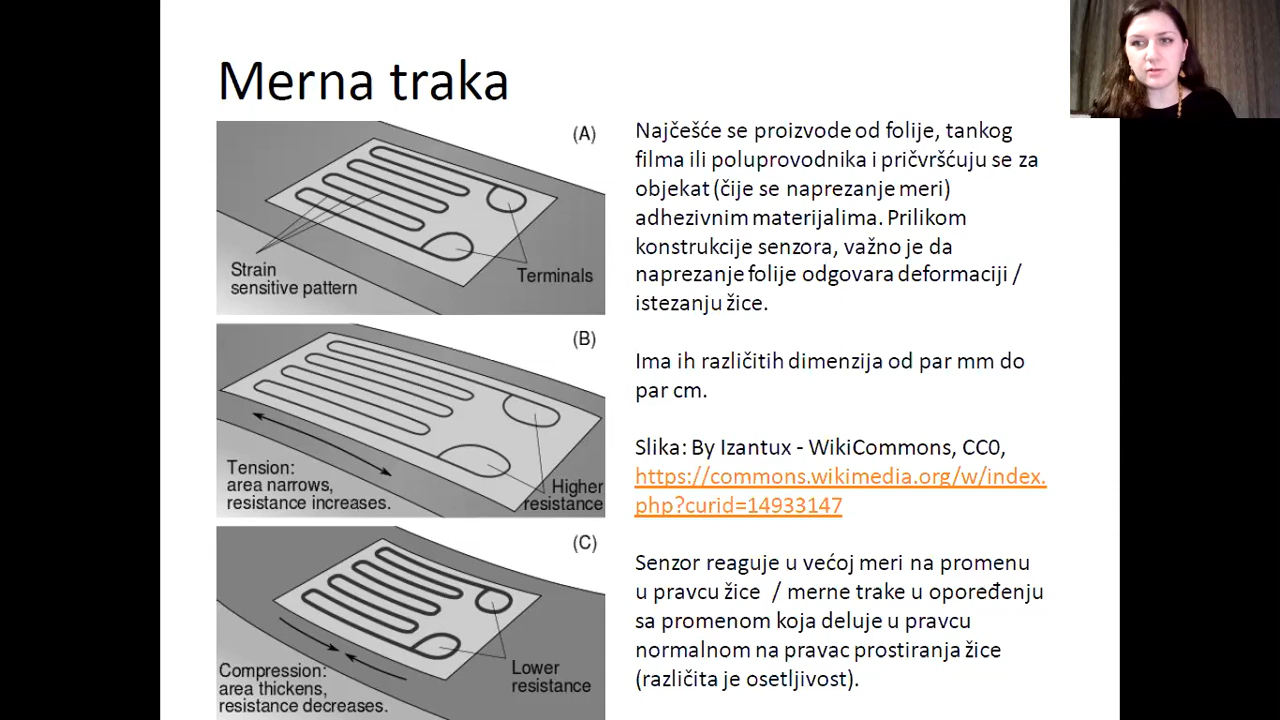 Merna traka
(A)
Strain
sensitive pattern
Terminals
(B)
Tension:
area narrows,
resistance increases.
Higher
resistance
(C)
Compression:
area thickens,
resistance decreases.
Lower
resistance
Najčešće se proizvode od folije, tankog
filma ili poluprovodnika i pričvršćuju se za
objekat (čije se naprezanje meri)
adhezivnim materijalima. Prilikom
konstrukcije senzora, važno je da
naprezanje folije odgovara deformaciji /
istezanju žice.
Ima ih različitih dimenzija od par mm do
par cm.
Slika: By Izantux - WikiCommons, CC0,
https://commons.wikimedia.org/w/index.
php?curid=14933147
Senzor reaguje u većoj meri na promenu
u pravcu žice / merne trake u opoređenju
sa promenom koja deluje u pravcu
normalnom na pravac prostiranja žice
(različita je osetljivost).